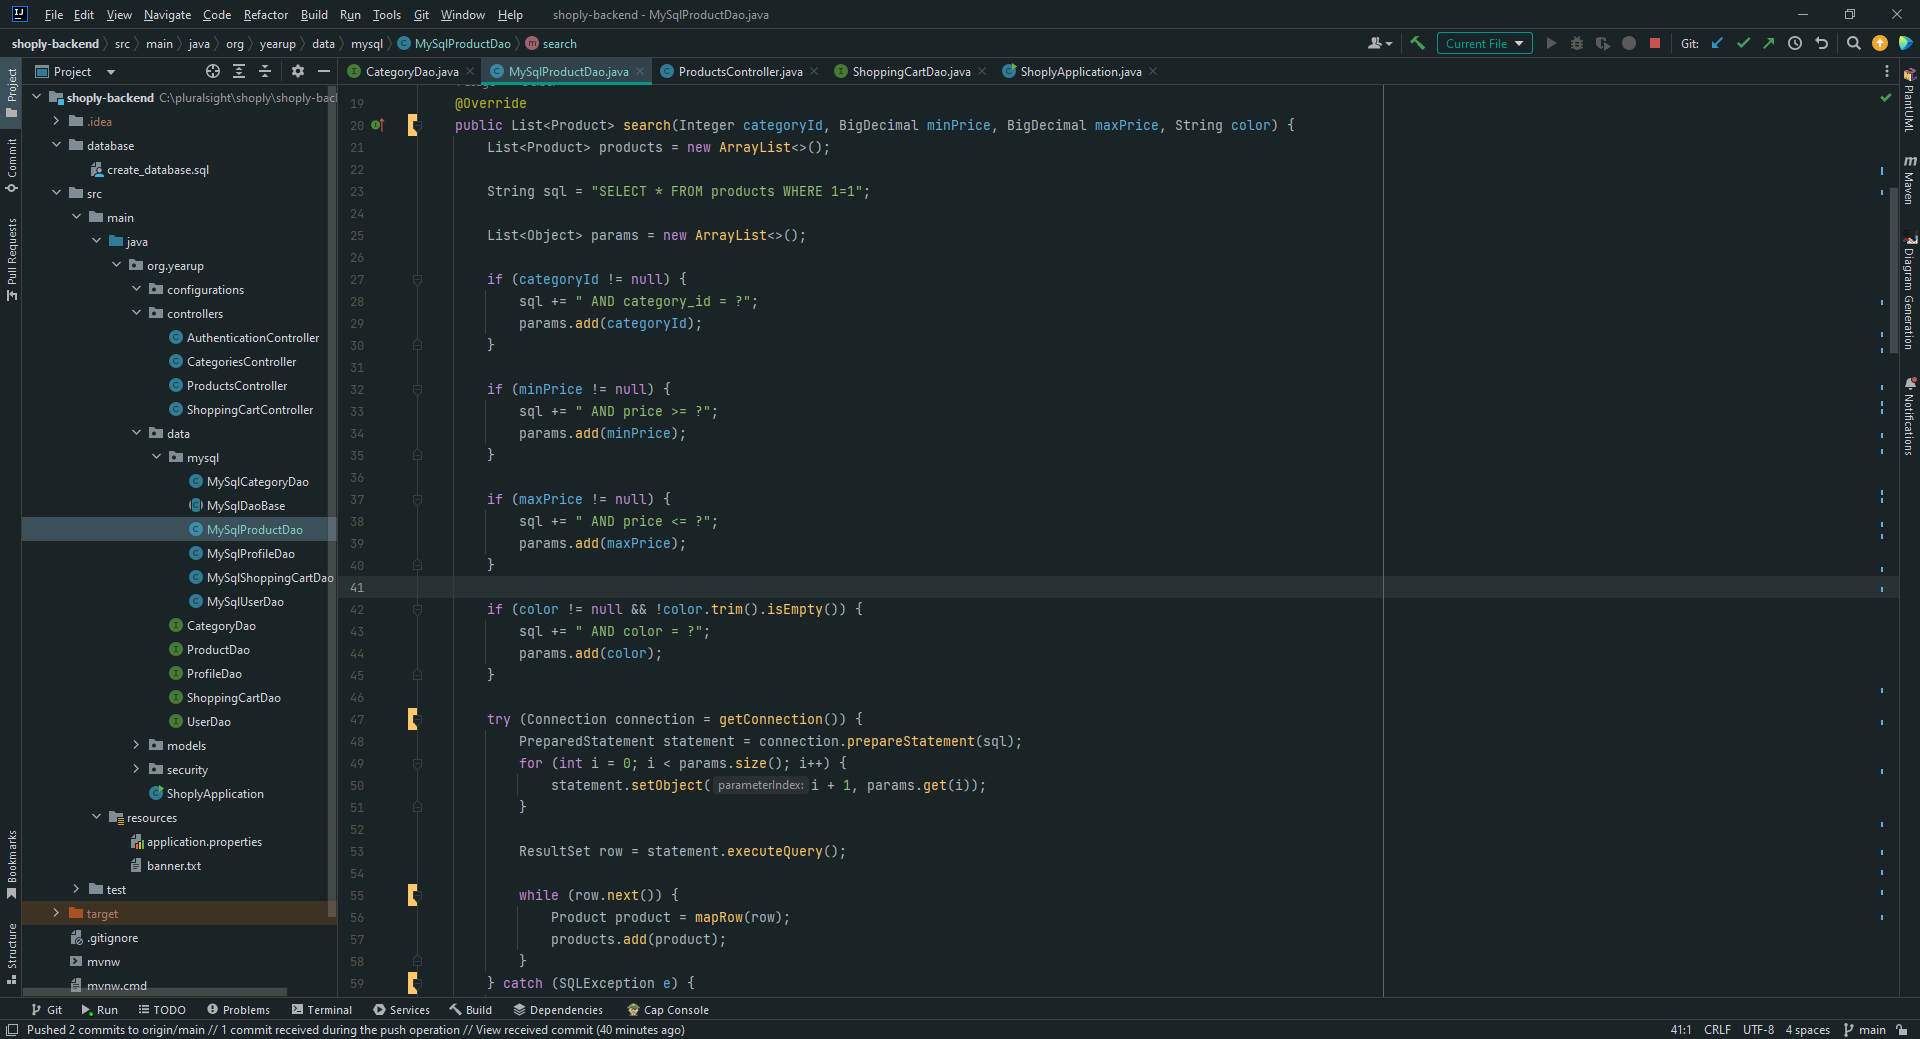 File Edit View Navigate Code Refactor Build Run Tools Git Window Help shoply-backend - MySqlProductDao.java
shoply-backend src main java org yearup data mysql MySqlProductDao search Current File Git:
Project
CategoryDao.java MySqlProductDao.java ProductsController.java ShoppingCartDao.java ShoplyApplication.java
Project
Commit
Pull Requests
Bookmarks
Structure
shoply-backend C:\pluralsight\shoply\shoply-bac
.idea
database
create_database.sql
src
main
java
org.yearup
configurations
controllers
AuthenticationController
CategoriesController
ProductsController
ShoppingCartController
data
mysql
MySqlCategoryDao
MySqlDaoBase
MySqlProductDao
MySqlProfileDao
MySqlShoppingCartDao
MySqlUserDao
CategoryDao
ProductDao
ProfileDao
ShoppingCartDao
UserDao
models
security
ShoplyApplication
resources
application.properties
banner.txt
test
target
.gitignore
mvnw
mvnw.cmd
19 @Override
20 public List<Product> search(Integer categoryId, BigDecimal minPrice, BigDecimal maxPrice, String color) {
21 List<Product> products = new ArrayList<>();
22
23 String sql = "SELECT * FROM products WHERE 1=1";
24
25 List<Object> params = new ArrayList<>();
26
27 if (categoryId != null) {
28 sql += " AND category_id = ?";
29 params.add(categoryId);
30 }
31
32 if (minPrice != null) {
33 sql += " AND price >= ?";
34 params.add(minPrice);
35 }
36
37 if (maxPrice != null) {
38 sql += " AND price <= ?";
39 params.add(maxPrice);
40 }
41
42 if (color != null && !color.trim().isEmpty()) {
43 sql += " AND color = ?";
44 params.add(color);
45 }
46
47 try (Connection connection = getConnection()) {
48 PreparedStatement statement = connection.prepareStatement(sql);
49 for (int i = 0; i < params.size(); i++) {
50 statement.setObject( parameterIndex: i + 1, params.get(i));
51 }
52
53 ResultSet row = statement.executeQuery();
54
55 while (row.next()) {
56 Product product = mapRow(row);
57 products.add(product);
58 }
59 } catch (SQLException e) {
PlantUML
Maven
Diagram Generation
Notifications
Git Run TODO Problems Terminal Services Build Dependencies Cap Console
Pushed 2 commits to origin/main // 1 commit received during the push operation // View received commit (40 minutes ago) 41:1 CRLF UTF-8 4 spaces main